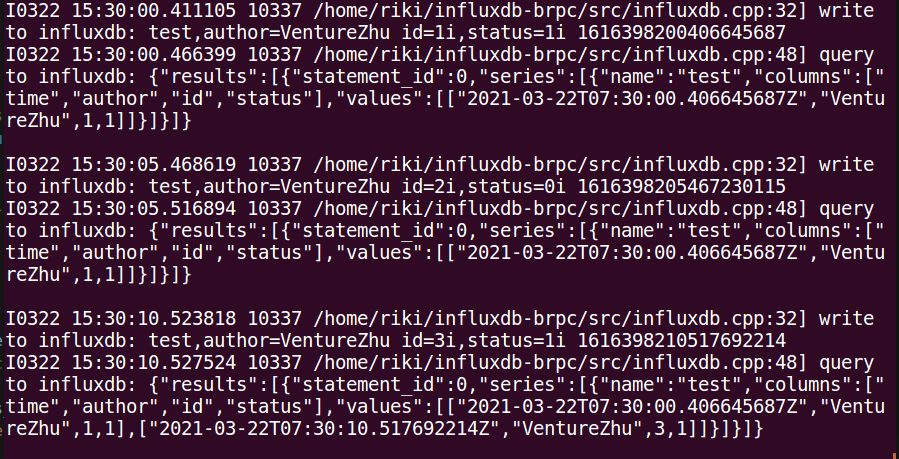 I0322 15:30:00.411105 10337 /home/riki/influxdb-brpc/src/influxdb.cpp:32] write
to influxdb: test,author=VentureZhu id=1i,status=1i 1616398200406645687
I0322 15:30:00.466399 10337 /home/riki/influxdb-brpc/src/influxdb.cpp:48] query
to influxdb: {"results":[{"statement_id":0,"series":[{"name":"test","columns":["
time","author","id","status"],"values":[["2021-03-22T07:30:00.406645687Z","Ventu
reZhu",1,1]]}]}]}
I0322 15:30:05.468619 10337 /home/riki/influxdb-brpc/src/influxdb.cpp:32] write
to influxdb: test,author=VentureZhu id=2i,status=0i 1616398205467230115
I0322 15:30:05.516894 10337 /home/riki/influxdb-brpc/src/influxdb.cpp:48] query
to influxdb: {"results":[{"statement_id":0,"series":[{"name":"test","columns":["
time","author","id","status"],"values":[["2021-03-22T07:30:00.406645687Z","Ventu
reZhu",1,1]]}]}]}
I0322 15:30:10.523818 10337 /home/riki/influxdb-brpc/src/influxdb.cpp:32] write
to influxdb: test,author=VentureZhu id=3i,status=1i 1616398210517692214
I0322 15:30:10.527524 10337 /home/riki/influxdb-brpc/src/influxdb.cpp:48] query
to influxdb: {"results":[{"statement_id":0,"series":[{"name":"test","columns":["
time","author","id","status"],"values":[["2021-03-22T07:30:00.406645687Z","Ventu
reZhu",1,1],["2021-03-22T07:30:10.517692214Z","VentureZhu",3,1]]}]}]}